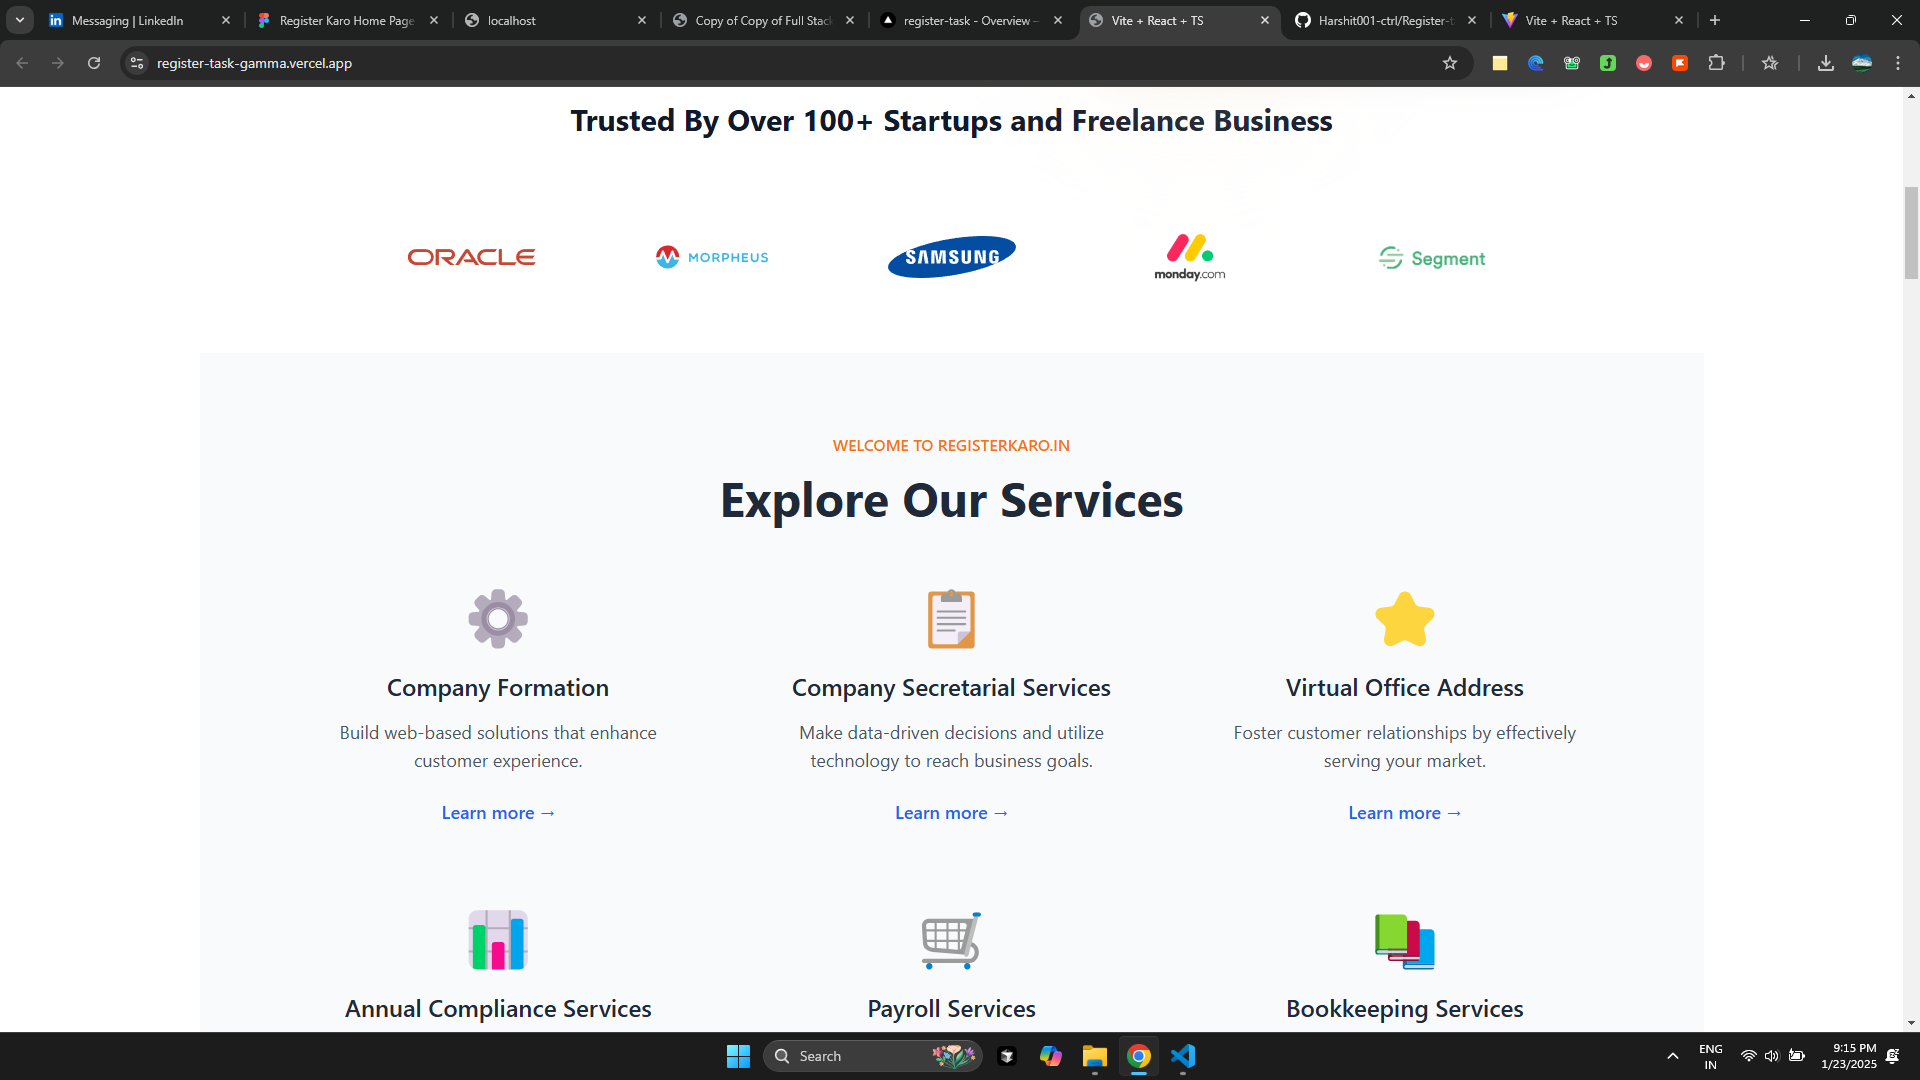 Messaging | LinkedIn
Register Karo Home Page
localhost
Copy of Copy of Full Stack
register-task - Overview –
Vite + React + TS
Harshit001-ctrl/Register-t
Vite + React + TS
register-task-gamma.vercel.app
Trusted By Over 100+ Startups and Freelance Business
ORACLE
MORPHEUS
SAMSUNG
monday.com
Segment
WELCOME TO REGISTERKARO.IN
Explore Our Services
Company Formation
Company Secretarial Services
Virtual Office Address
Build web-based solutions that enhance
customer experience.
Make data-driven decisions and utilize
technology to reach business goals.
Foster customer relationships by effectively
serving your market.
Learn more →
Learn more →
Learn more →
Annual Compliance Services
Payroll Services
Bookkeeping Services
Search
ENG
IN
9:15 PM
1/23/2025